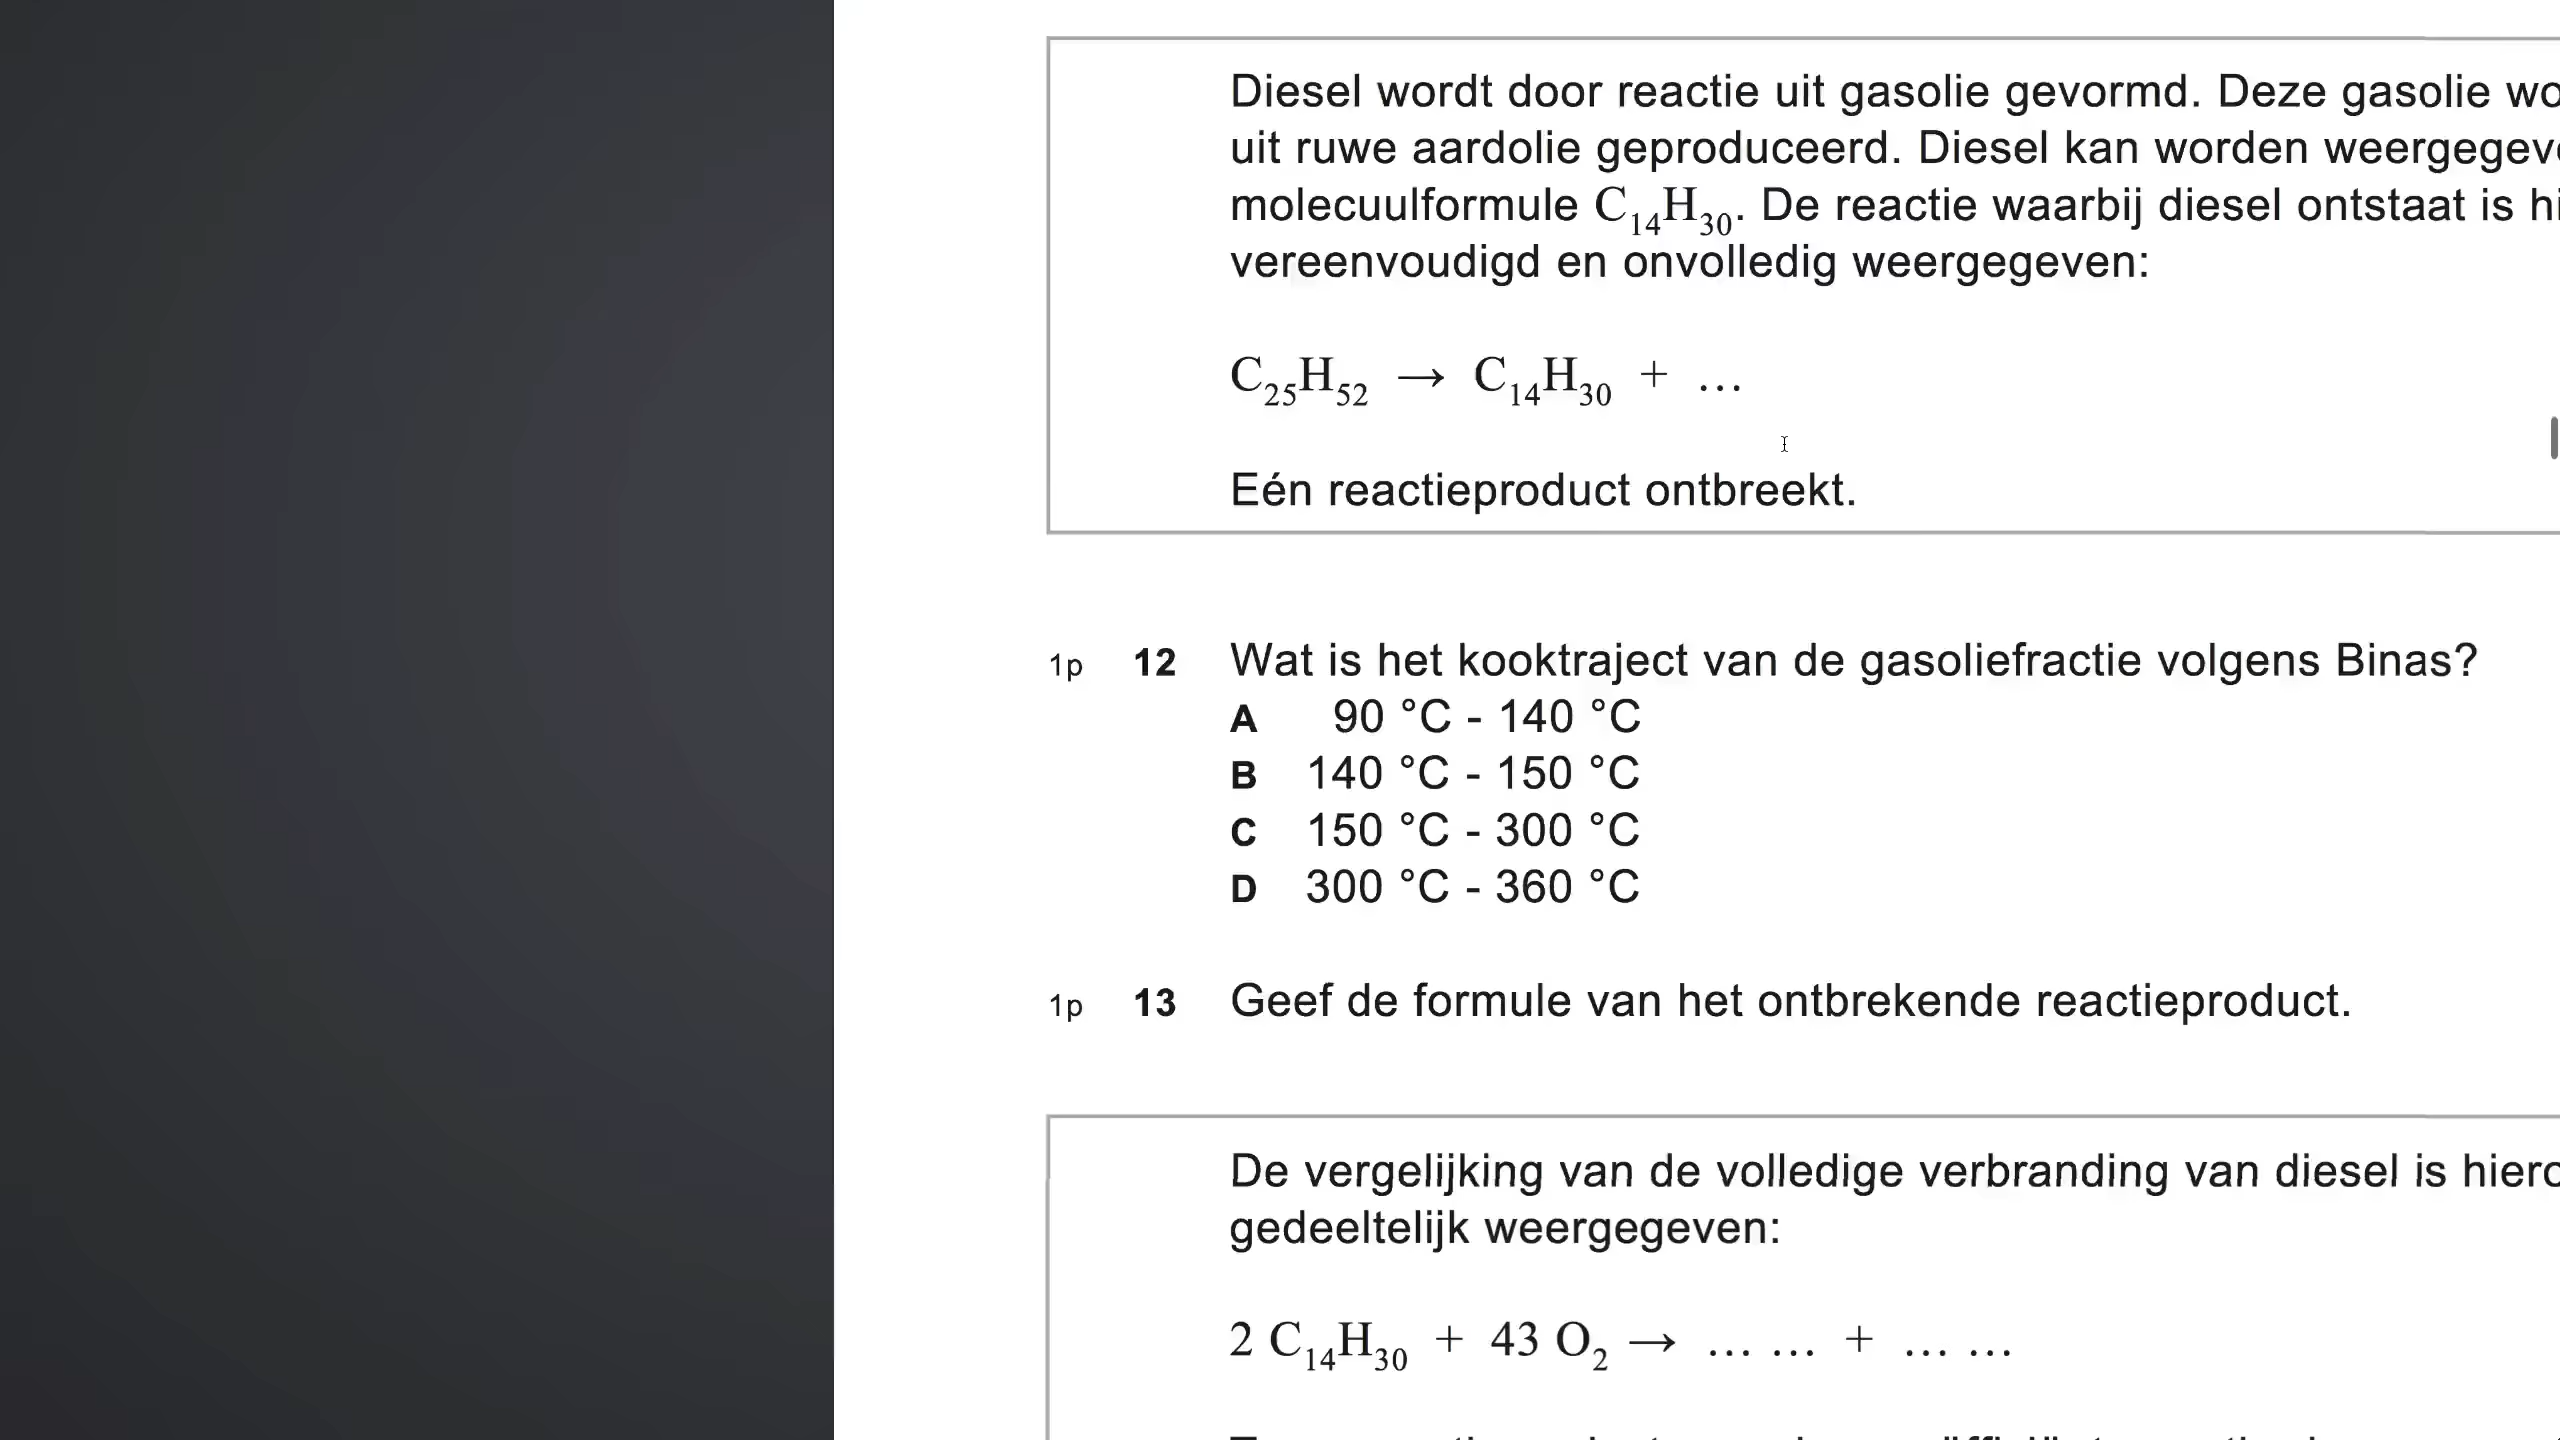 Diesel wordt door reactie uit gasolie gevormd. Deze gasolie
uit ruwe aardolie geproduceerd. Diesel kan worden
molecuulformule C₁₄H₃₀. De reactie waarbij diesel ontstaat is
vereenvoudigd en onvolledig weergegeven:
C₂₅H₅₂ → C₁₄H₃₀ + ...
Eén reactieproduct ontbreekt.
1p 12 Wat is het kooktraject van de gasoliefractie volgens Binas?
A 90 °C - 140 °C
B 140 °C - 150 °C
C 150 °C - 300 °C
D 300 °C - 360 °C
1p 13 Geef de formule van het ontbrekende reactieproduct.
De vergelijking van de volledige verbranding van diesel is
gedeeltelijk weergegeven:
2 C₁₄H₃₀ + 43 O₂ → ... ... + ... ...